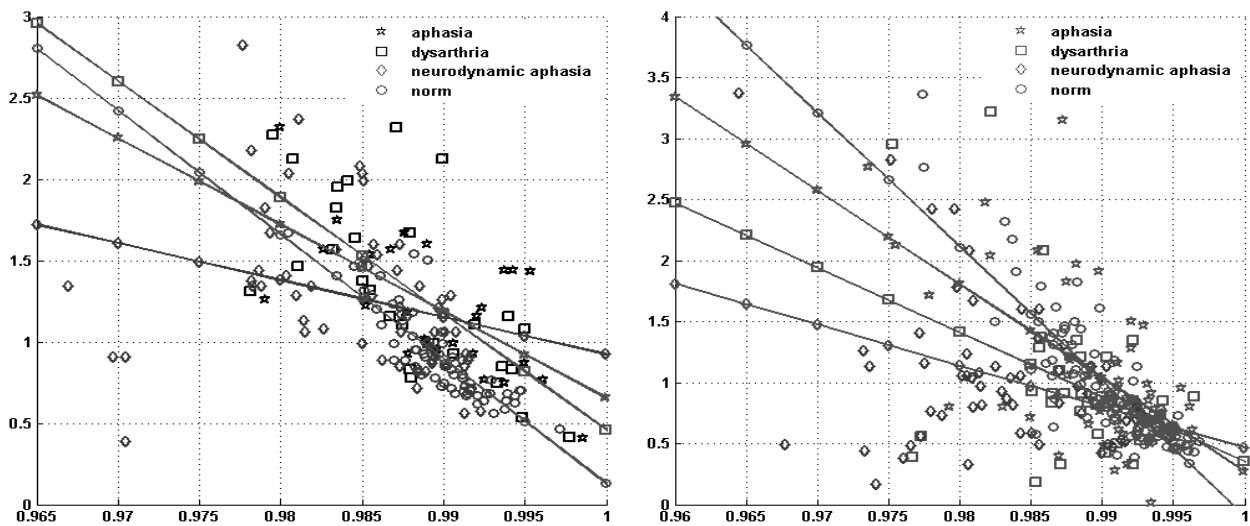 3
2.5
2
1.5
1
0.5
0
0.965 0.97 0.975 0.98 0.985 0.99 0.995 1
aphasia
dysarthria
neurodynamic aphasia
norm
4
3.5
3
2.5
2
1.5
1
0.5
0
0.96 0.965 0.97 0.975 0.98 0.985 0.99 0.995 1
aphasia
dysarthria
neurodynamic aphasia
norm